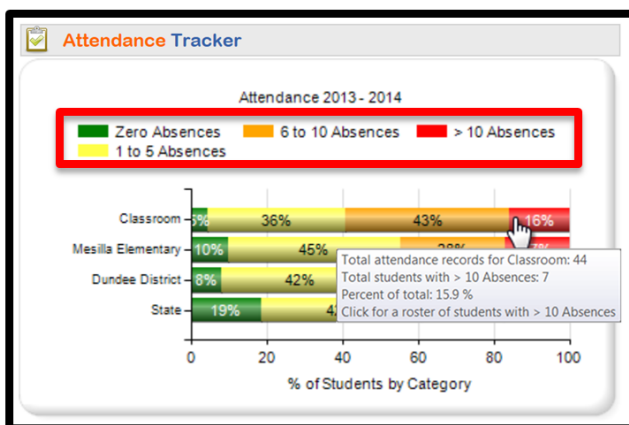 Attendance Tracker
Attendance 2013 - 2014
Zero Absences 6 to 10 Absences > 10 Absences
1 to 5 Absences
Classroom 36% 43% 16%
Mesilla Elementary 10% 45%
Total attendance records for Classroom: 44
Dundee District 8% 42%
Total students with > 10 Absences: 7
Percent of total: 15.9 %
State 19%
Click for a roster of students with > 10 Absences
0 20 40 60 80 100
% of Students by Category